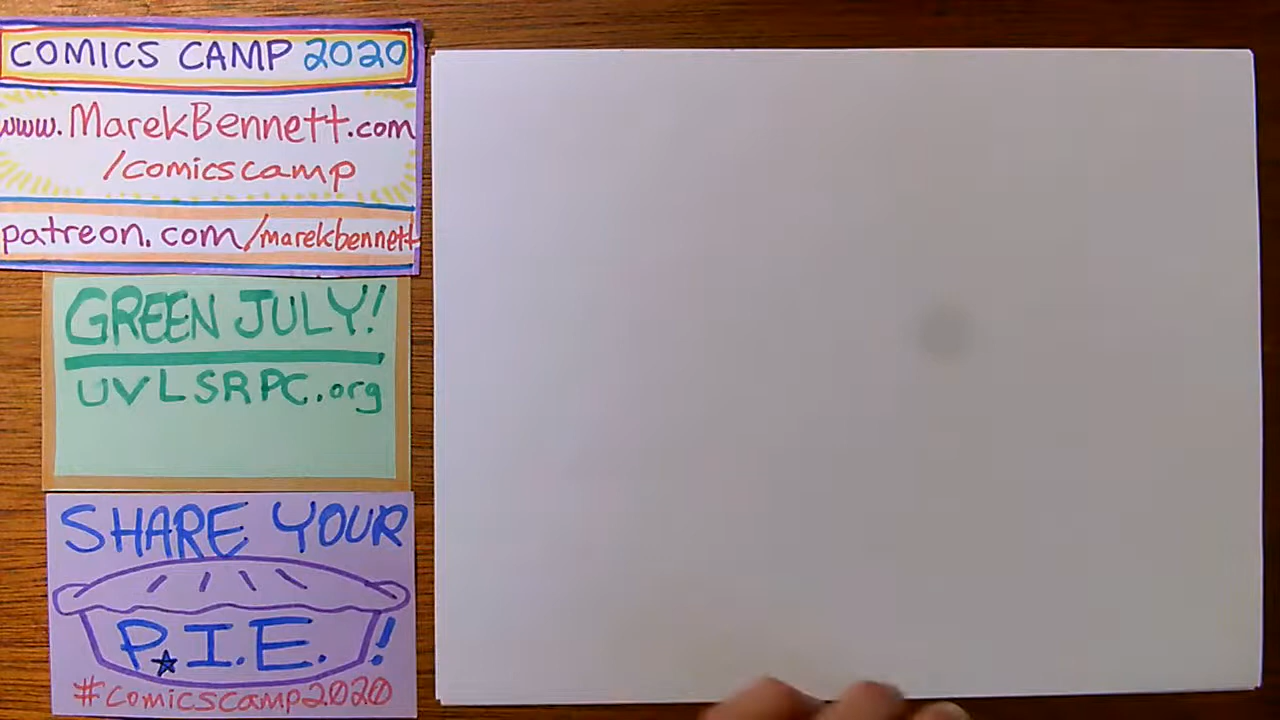 COMICS CAMP 2020
www.MarekBennett.com
/comicscamp
patreon.com/marekbennett
GREEN JULY!
UVLSRPC.org
SHARE YOUR
P.I.E.!
#comicscamp2020